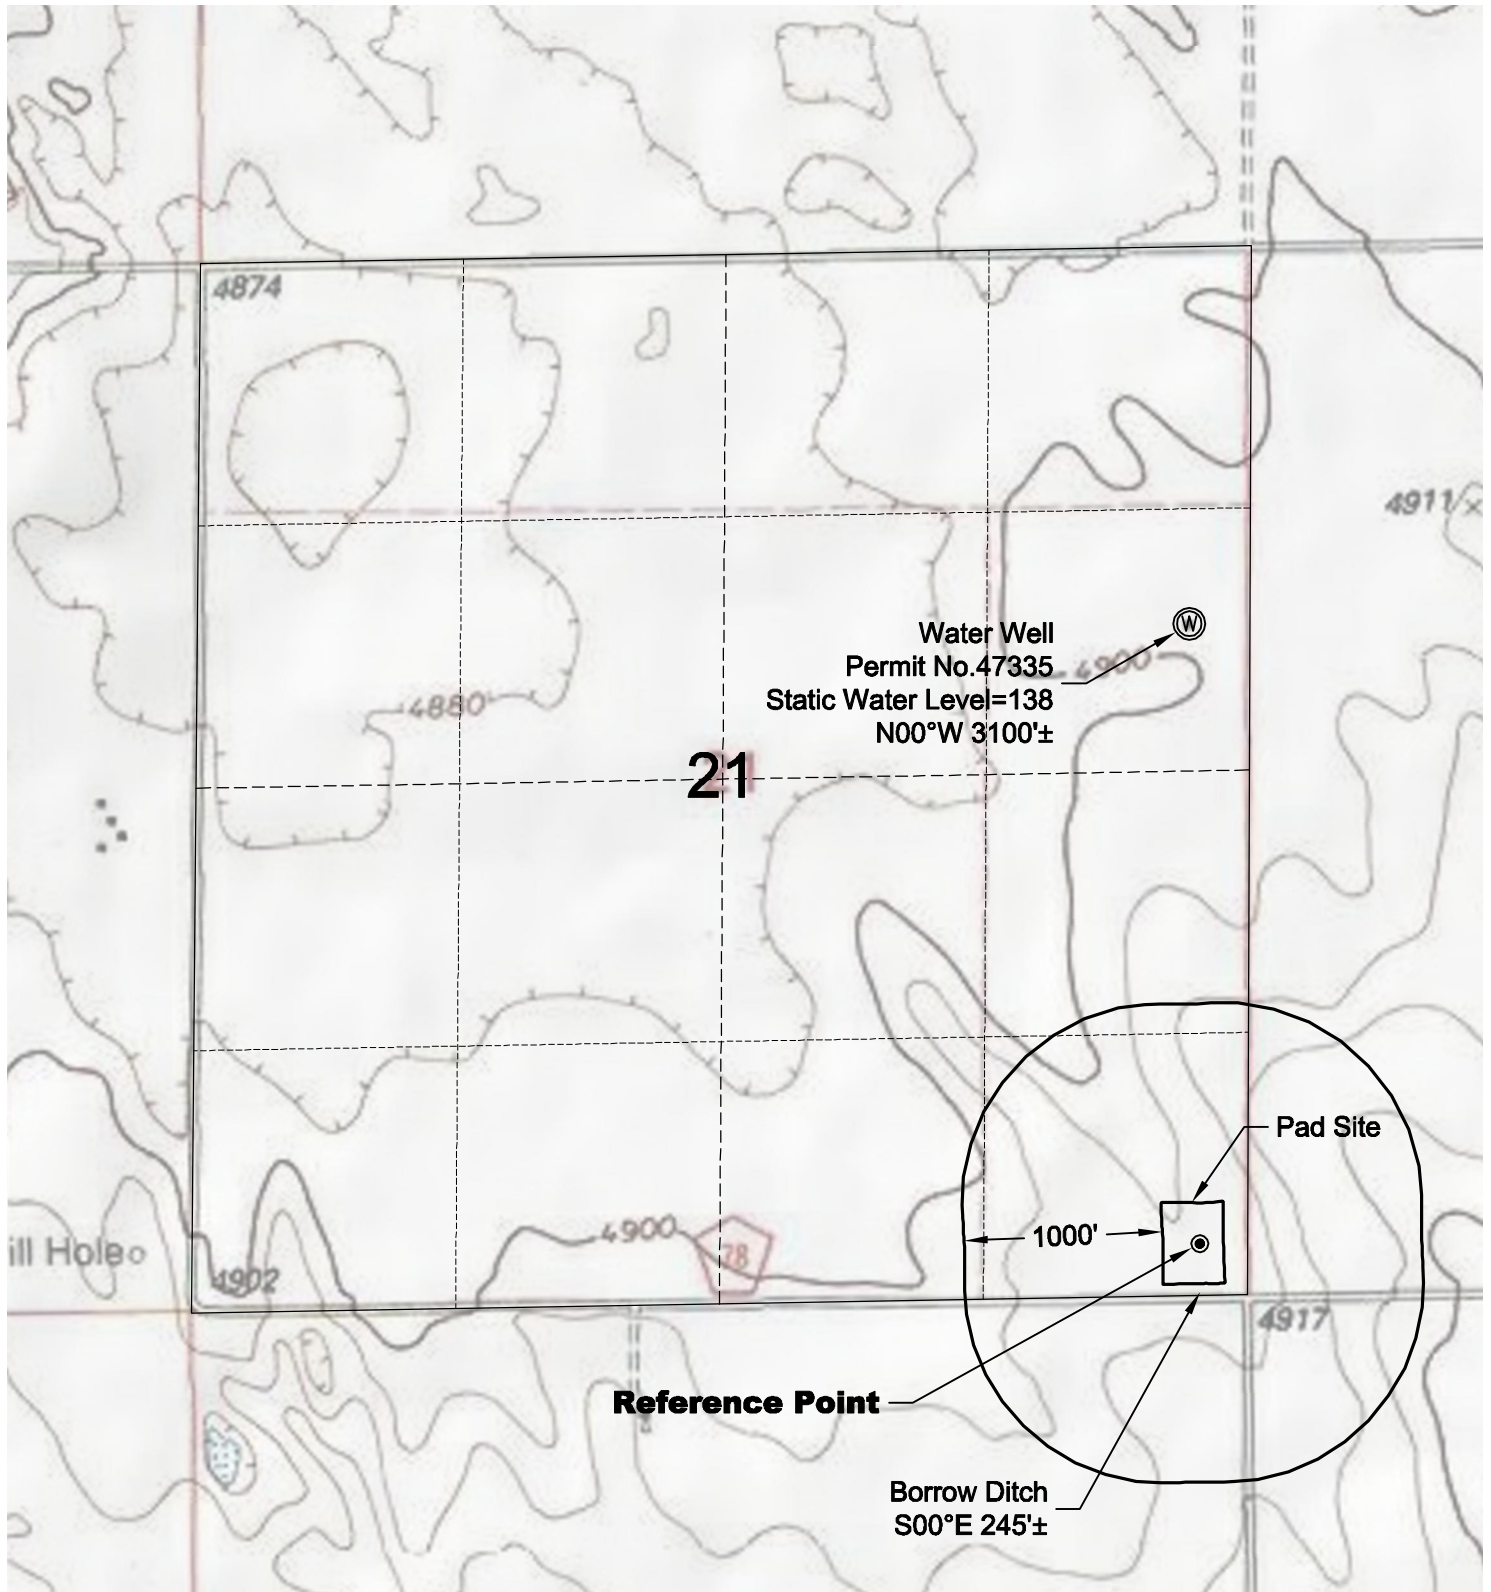 4874
4911
W
Water Well
Permit No.47335
Static Water Level=138
N00°W 3100'±
4900
4880
21
Pad Site
1000'
4900
28
ill Hole
4902
4917
Reference Point
Borrow Ditch
S00°E 245'±